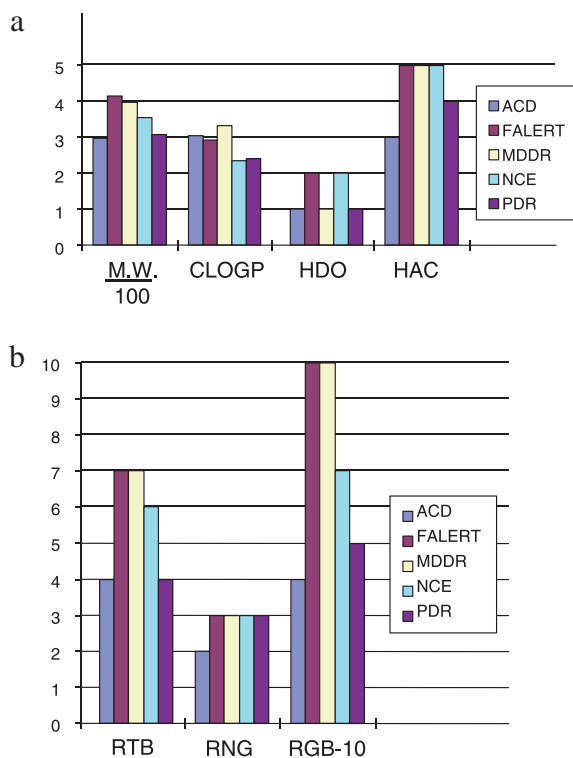 a
5
4
3
2
1
0
M.W.
100
CLOGP
HDO
HAC
ACD
FALERT
MDDR
NCE
PDR
b
10
9
8
7
6
5
4
3
2
1
0
RTB
RNG
RGB-10
ACD
FALERT
MDDR
NCE
PDR